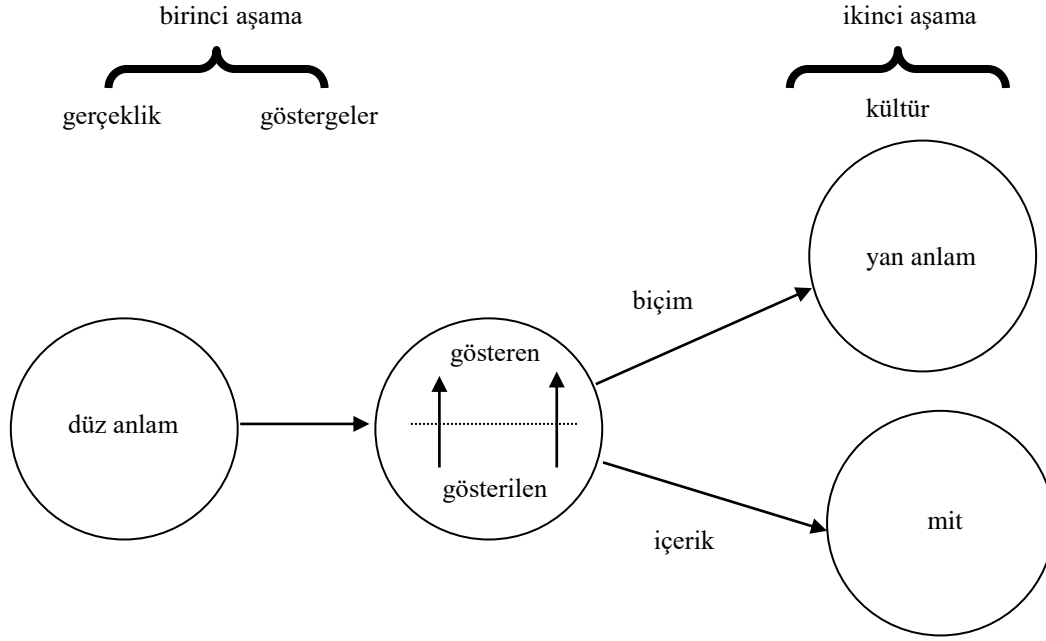 birinci aşama
ikinci aşama
gerçeklik
göstergeler
kültür
yan anlam
biçim
gösteren
düz anlam
gösterilen
içerik
mit